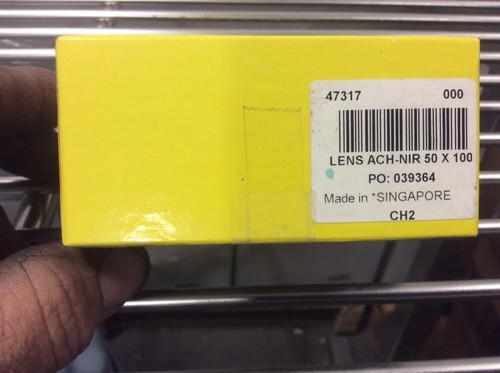 47317 000
LENS ACH-NIR 50 X 100
PO: 039364
Made in *SINGAPORE
CH2